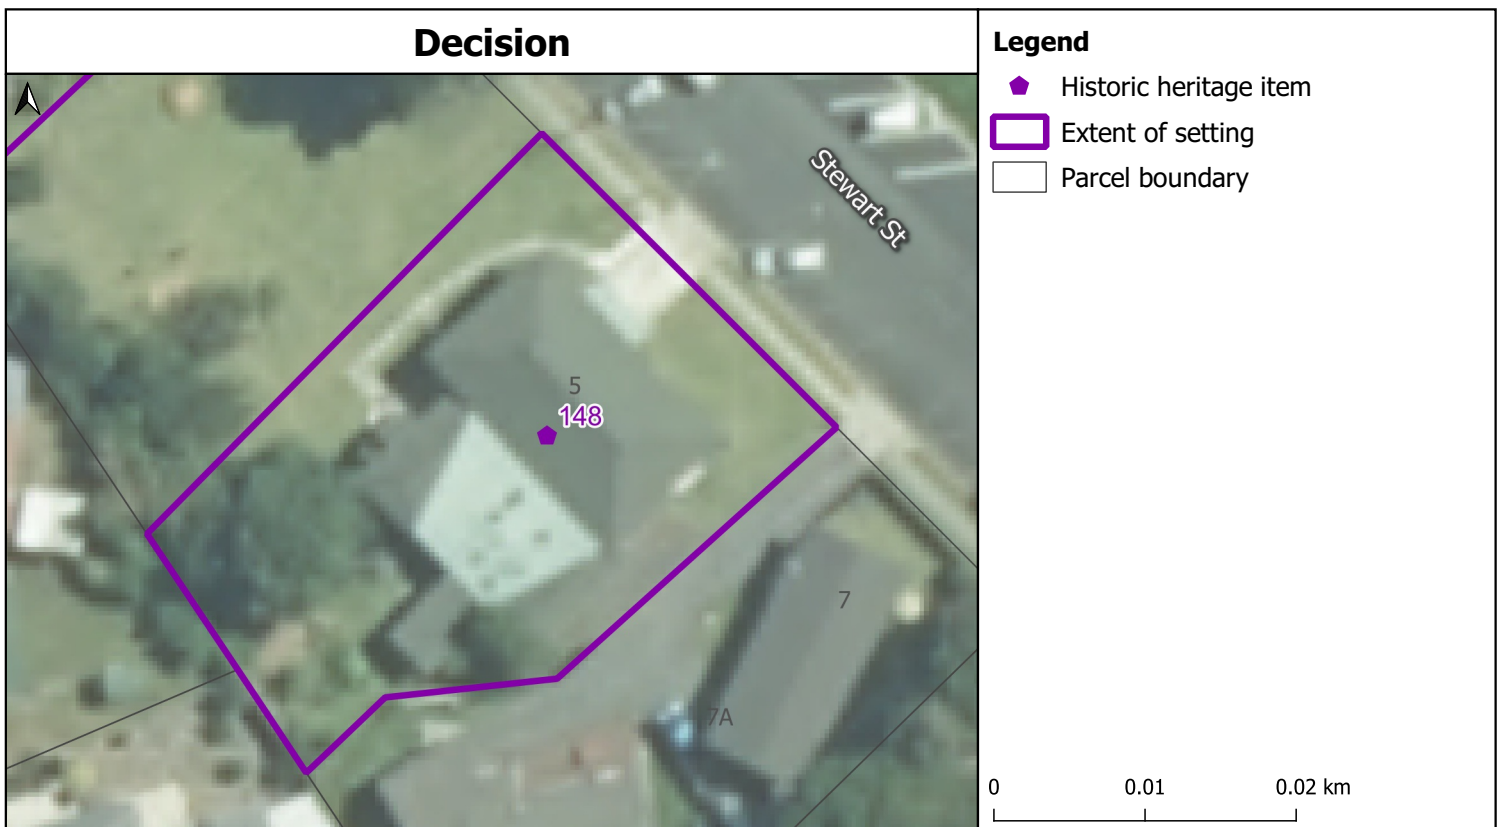 Decision
Stewart St
5
148
7
7A
Legend
Historic heritage item
Extent of setting
Parcel boundary
0 0.01 0.02 km